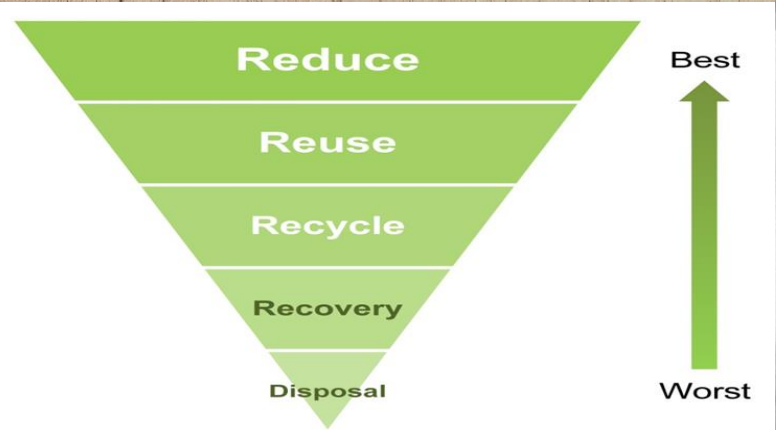 Reduce
Best
Reuse
Recycle
Recovery
Disposal
Worst